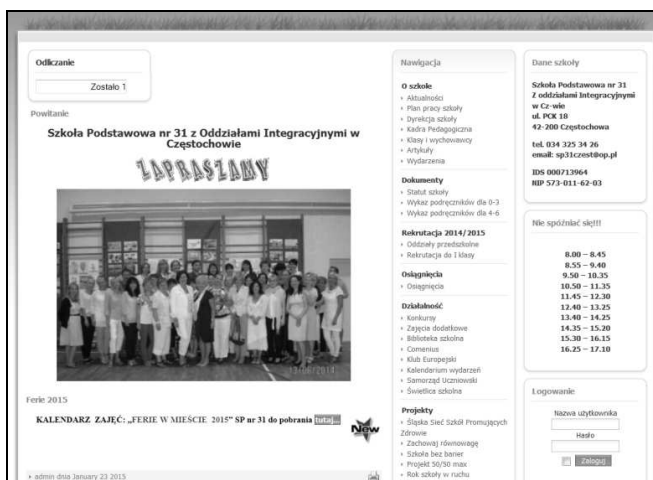 Odliczanie
Zostało 1
Powitanie
Szkoła Podstawowa nr 31 z Oddziałami Integracyjnymi w
Częstochowie
ZAPRASZAMY
13/06/2014
Ferie 2015
KALENDARZ ZAJĘĆ: „FERIE W MIEŚCIE 2015" SP nr 31 do pobrania tutaj...
New
admin dnia January 23 2015
Nawigacja
O szkole
Aktualności
Plan pracy szkoły
Dyrekcja szkoły
Kadra Pedagogiczna
Klasy i wychowawcy
Artykuły
Wydarzenia
Dokumenty
Statut szkoły
Wykaz podręczników dla 0-3
Wykaz podręczników dla 4-6
Rekrutacja 2014/2015
Oddziały przedszkolne
Rekrutacja do I klasy
Osiągnięcia
Osiągnięcia
Działalność
Konkursy
Zajęcia dodatkowe
Biblioteka szkolna
Comenius
Klub Europejski
Kalendarium wydarzeń
Samorząd Uczniowski
Świetlica szkolna
Projekty
Śląska Sieć Szkół Promujących
Zdrowie
Zachowaj równowagę
Szkoła bez barier
Projekt 50/50 max
Rok szkoły w ruchu
Dane szkoły
Szkoła Podstawowa nr 31
Z oddziałami Integracyjnymi
w Cz-wie
ul. PCK 18
42-200 Częstochowa
tel. 034 325 34 26
email: sp31czest@op.pl
IDS 000713964
NIP 573-011-62-03
Nie spóźniać się!!!
8.00 – 8.45
8.55 – 9.40
9.50 – 10.35
10.50 – 11.35
11.45 – 12.30
12.40 – 13.25
13.40 – 14.25
14.35 – 15.20
15.30 – 16.15
16.25 – 17.10
Logowanie
Nazwa użytkownika
Hasło
Zaloguj